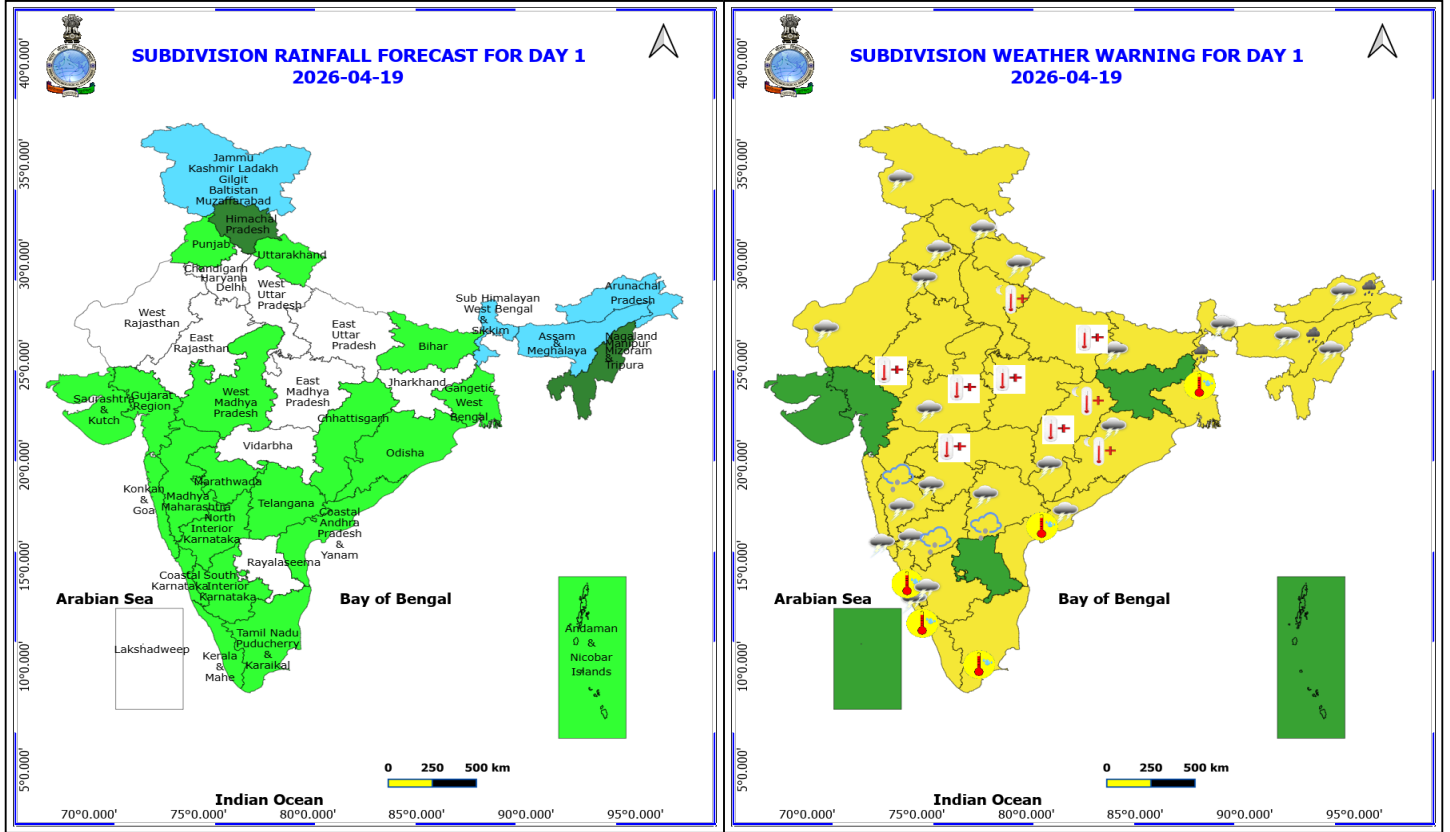 SUBDIVISION RAINFALL FORECAST FOR DAY 1
2026-04-19
40°0.000'
35°0.000'
30°0.000'
25°0.000'
20°0.000'
15°0.000'
10°0.000'
5°0.000'
Jammu
Kashmir Ladakh
Gilgit
Baltistan
Muzaffarabad
Himachal
Pradesh
Punjab
Uttarakhand
Chandigarh
Haryana
Delhi
West
Uttar
Pradesh
West
Rajasthan
East
Rajasthan
East
Uttar
Pradesh
Bihar
Sub Himalayan
West Bengal
&
Sikkim
Arunachal
Pradesh
Assam
&
Meghalaya
Nagaland
Manipur
Mizoram
&
Tripura
Saurashtra
&
Kutch
Gujarat
Region
West
Madhya
Pradesh
East
Madhya
Pradesh
Jharkhand
Gangetic
West
Bengal
Chhattisgarh
Vidarbha
Odisha
Konkan
&
Goa
Madhya
Maharashtra
Marathwada
Telangana
North
Interior
Karnataka
Coastal
Andhra
Pradesh
&
Yanam
Rayalaseema
Coastal
Karnataka
South
Interior
Karnataka
Tamil Nadu
Puducherry
&
Karaikal
Kerala
&
Mahe
Lakshadweep
Andaman
&
Nicobar
Islands
Arabian Sea
Bay of Bengal
Indian Ocean
0 250 500 km
70°0.000' 75°0.000' 80°0.000' 85°0.000' 90°0.000' 95°0.000'
SUBDIVISION WEATHER WARNING FOR DAY 1
2026-04-19
40°0.000'
35°0.000'
30°0.000'
25°0.000'
20°0.000'
15°0.000'
10°0.000'
5°0.000'
Arabian Sea
Bay of Bengal
Indian Ocean
0 250 500 km
70°0.000' 75°0.000' 80°0.000' 85°0.000' 90°0.000' 95°0.000'